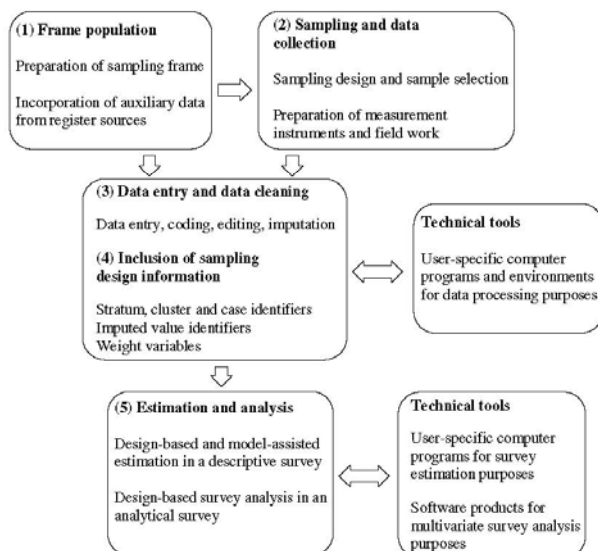 (1) Frame population
Preparation of sampling frame
Incorporation of auxiliary data
from register sources
(2) Sampling and data
collection
Sampling design and sample selection
Preparation of measurement
instruments and field work
(3) Data entry and data cleaning
Data entry, coding, editing, imputation
(4) Inclusion of sampling
design information
Stratum, cluster and case identifiers
Imputed value identifiers
Weight variables
Technical tools
User-specific computer
programs and environments
for data processing purposes
(5) Estimation and analysis
Design-based and model-assisted
estimation in a descriptive survey
Design-based survey analysis in an
analytical survey
Technical tools
User-specific computer
programs for survey
estimation purposes
Software products for
multivariate survey analysis
purposes